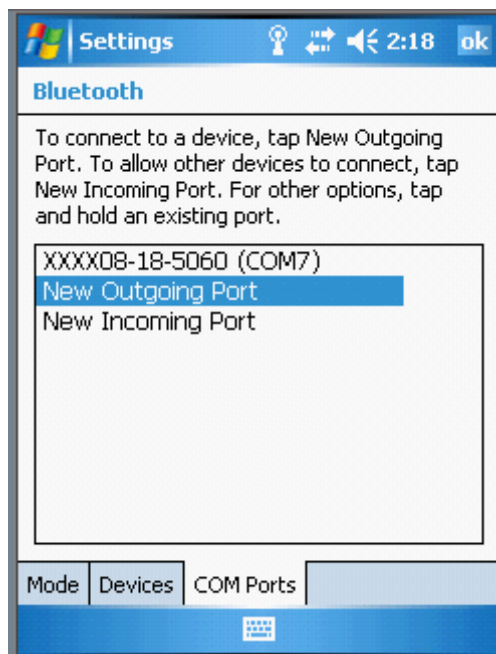 Settings 2:18 ok
Bluetooth
To connect to a device, tap New Outgoing
Port. To allow other devices to connect, tap
New Incoming Port. For other options, tap
and hold an existing port.
XXXX08-18-5060 (COM7)
New Outgoing Port
New Incoming Port
Mode Devices COM Ports